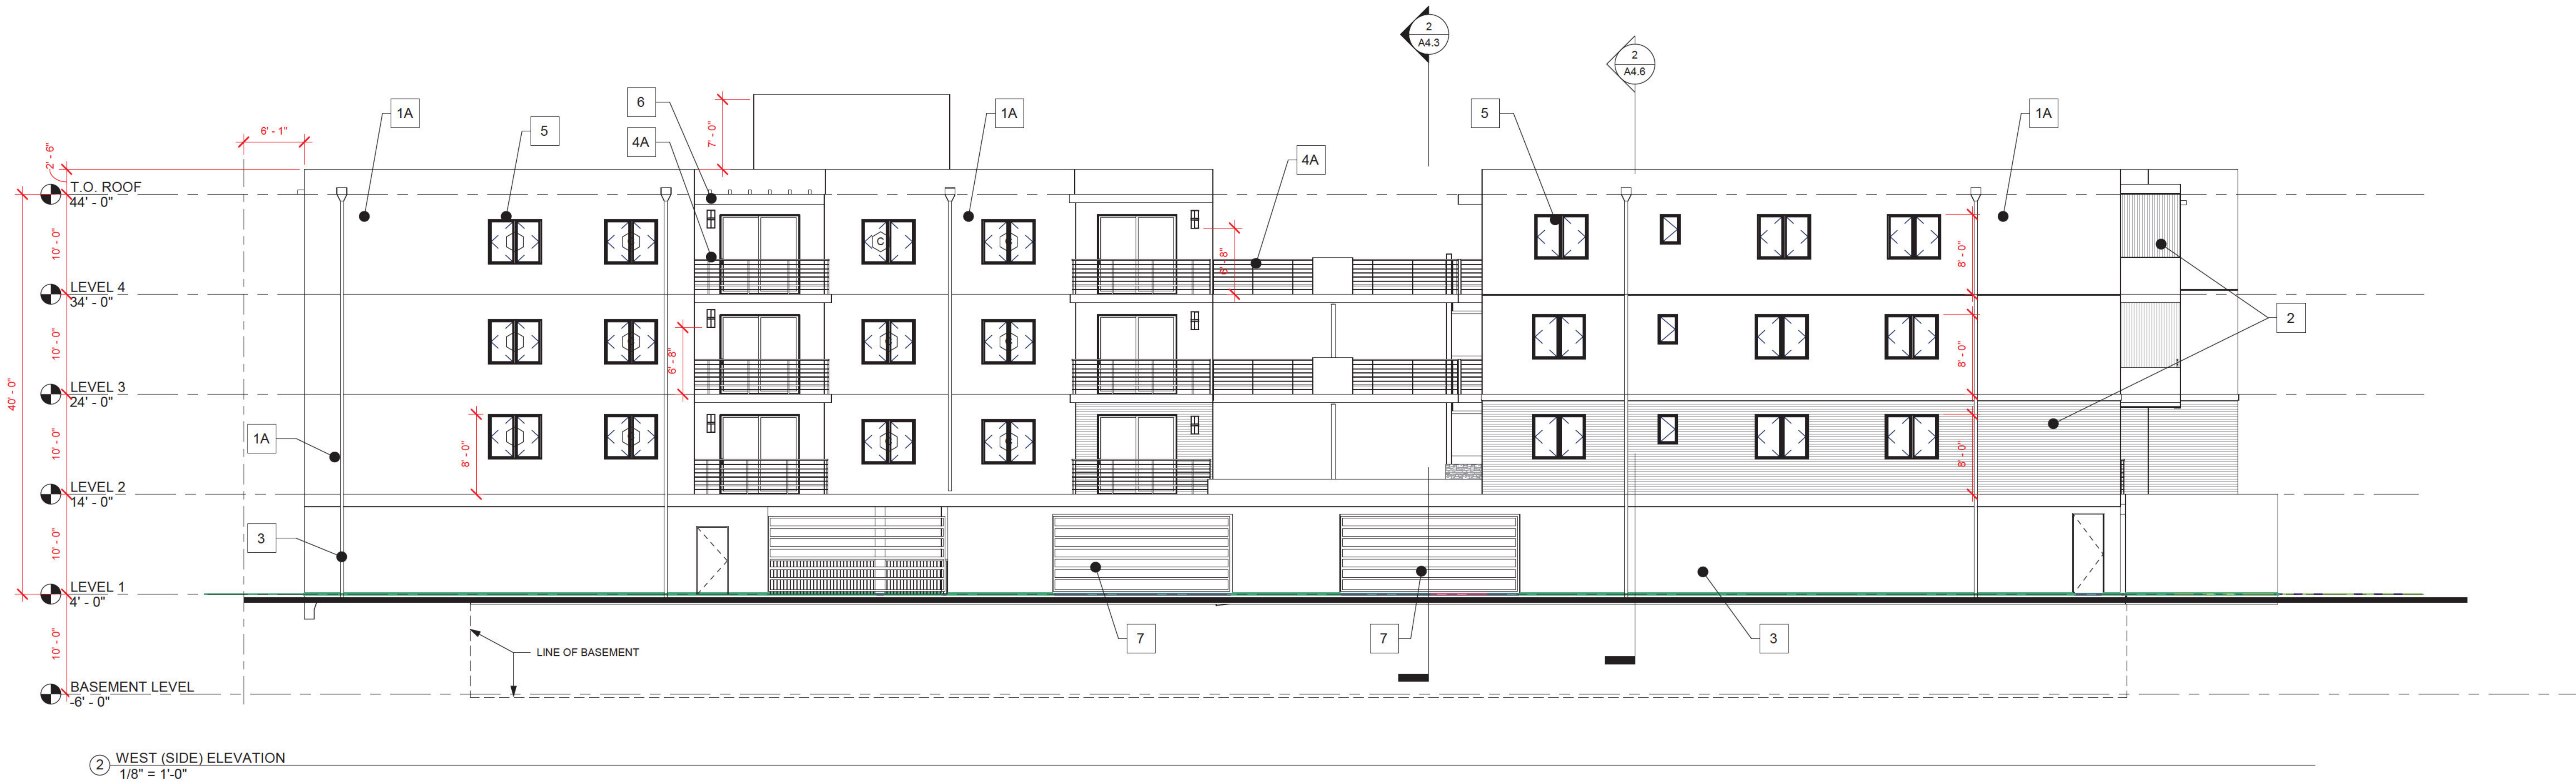 2
A4.3
2
A4.6
6
1A
1A
5
1A
6' - 1"
5
7' - 0"
4A
4A
2' - 6"
T.O. ROOF
44' - 0"
10' - 0"
C
6' - 8"
8' - 0"
LEVEL 4
34' - 0"
2
10' - 0"
6' - 8"
8' - 0"
40' - 0"
LEVEL 3
24' - 0"
1A
10' - 0"
8' - 0"
8' - 0"
LEVEL 2
14' - 0"
3
10' - 0"
LEVEL 1
4' - 0"
7
7
3
10' - 0"
LINE OF BASEMENT
BASEMENT LEVEL
-6' - 0"
2
WEST (SIDE) ELEVATION
1/8" = 1'-0"